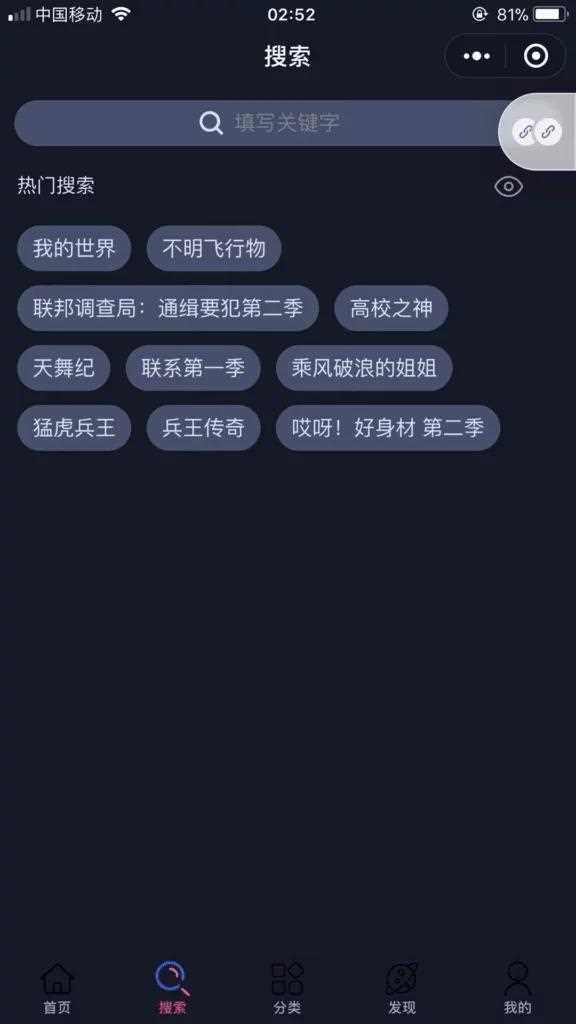 中国移动 02:52 81%
搜索
填写关键字
热门搜索
我的世界 不明飞行物
联邦调查局：通缉要犯第二季 高校之神
天舞纪 联系第一季 乘风破浪的姐姐
猛虎兵王 兵王传奇 哎呀！好身材 第二季
首页 搜索 分类 发现 我的